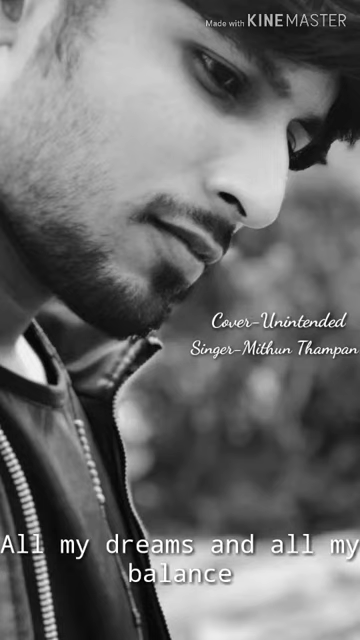 Made with KINEMASTER
Cover-Unintended
Singer-Mithun Thampan
All my dreams and all my
balance